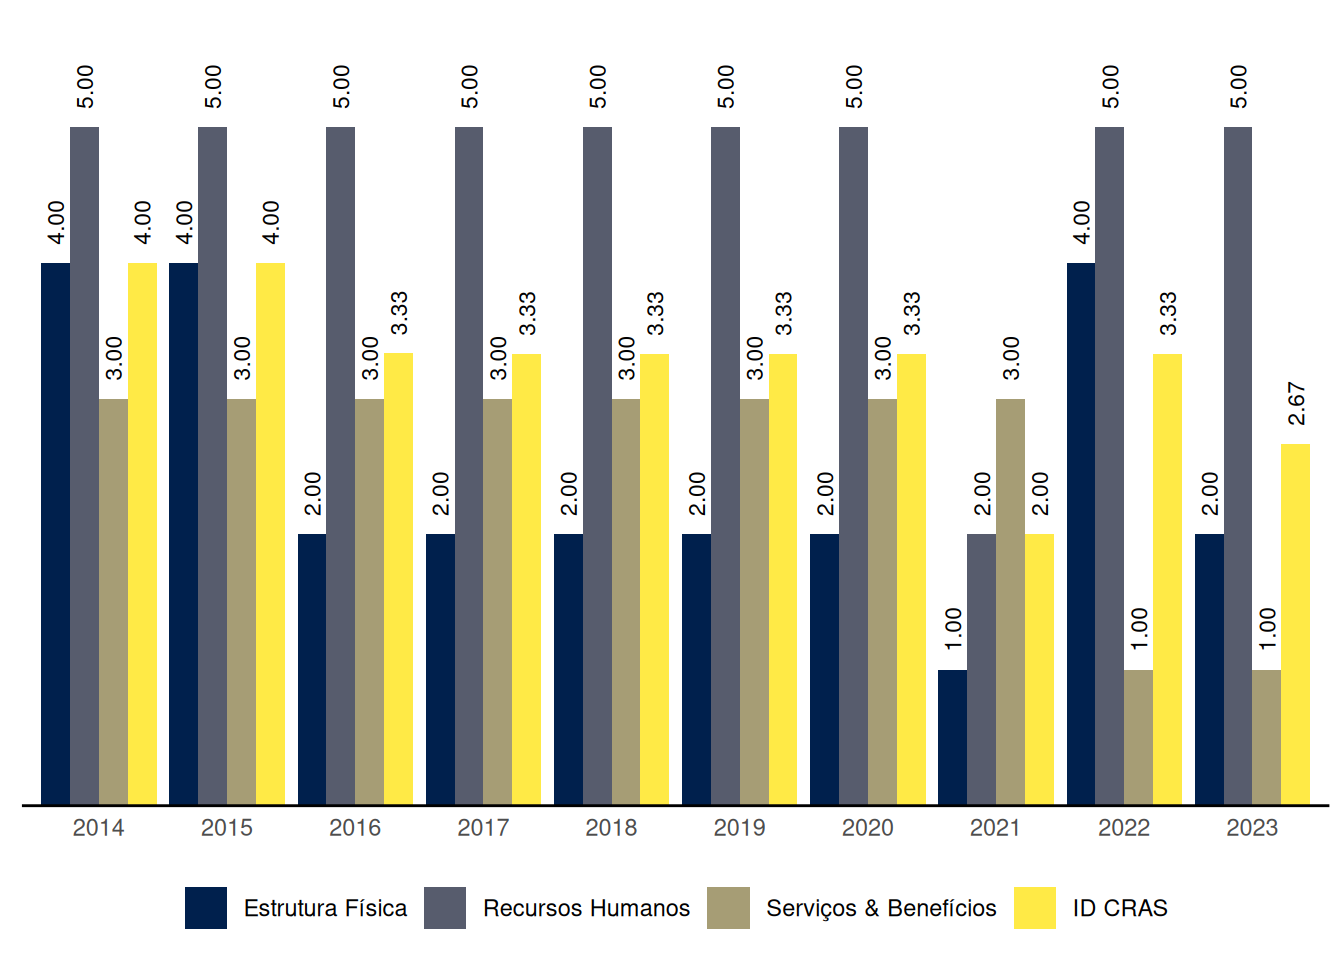 5.00 5.00 5.00 5.00 5.00 5.00 5.00 5.00 5.00
4.00 4.00 4.00 4.00 4.00
3.33 3.33 3.33 3.33 3.33 3.33
3.00 3.00 3.00 3.00 3.00 3.00 3.00 3.00
2.67
2.00 2.00 2.00 2.00 2.00 2.00 2.00 2.00
1.00 1.00 1.00
2014 2015 2016 2017 2018 2019 2020 2021 2022 2023
Estrutura Física Recursos Humanos Serviços & Benefícios ID CRAS